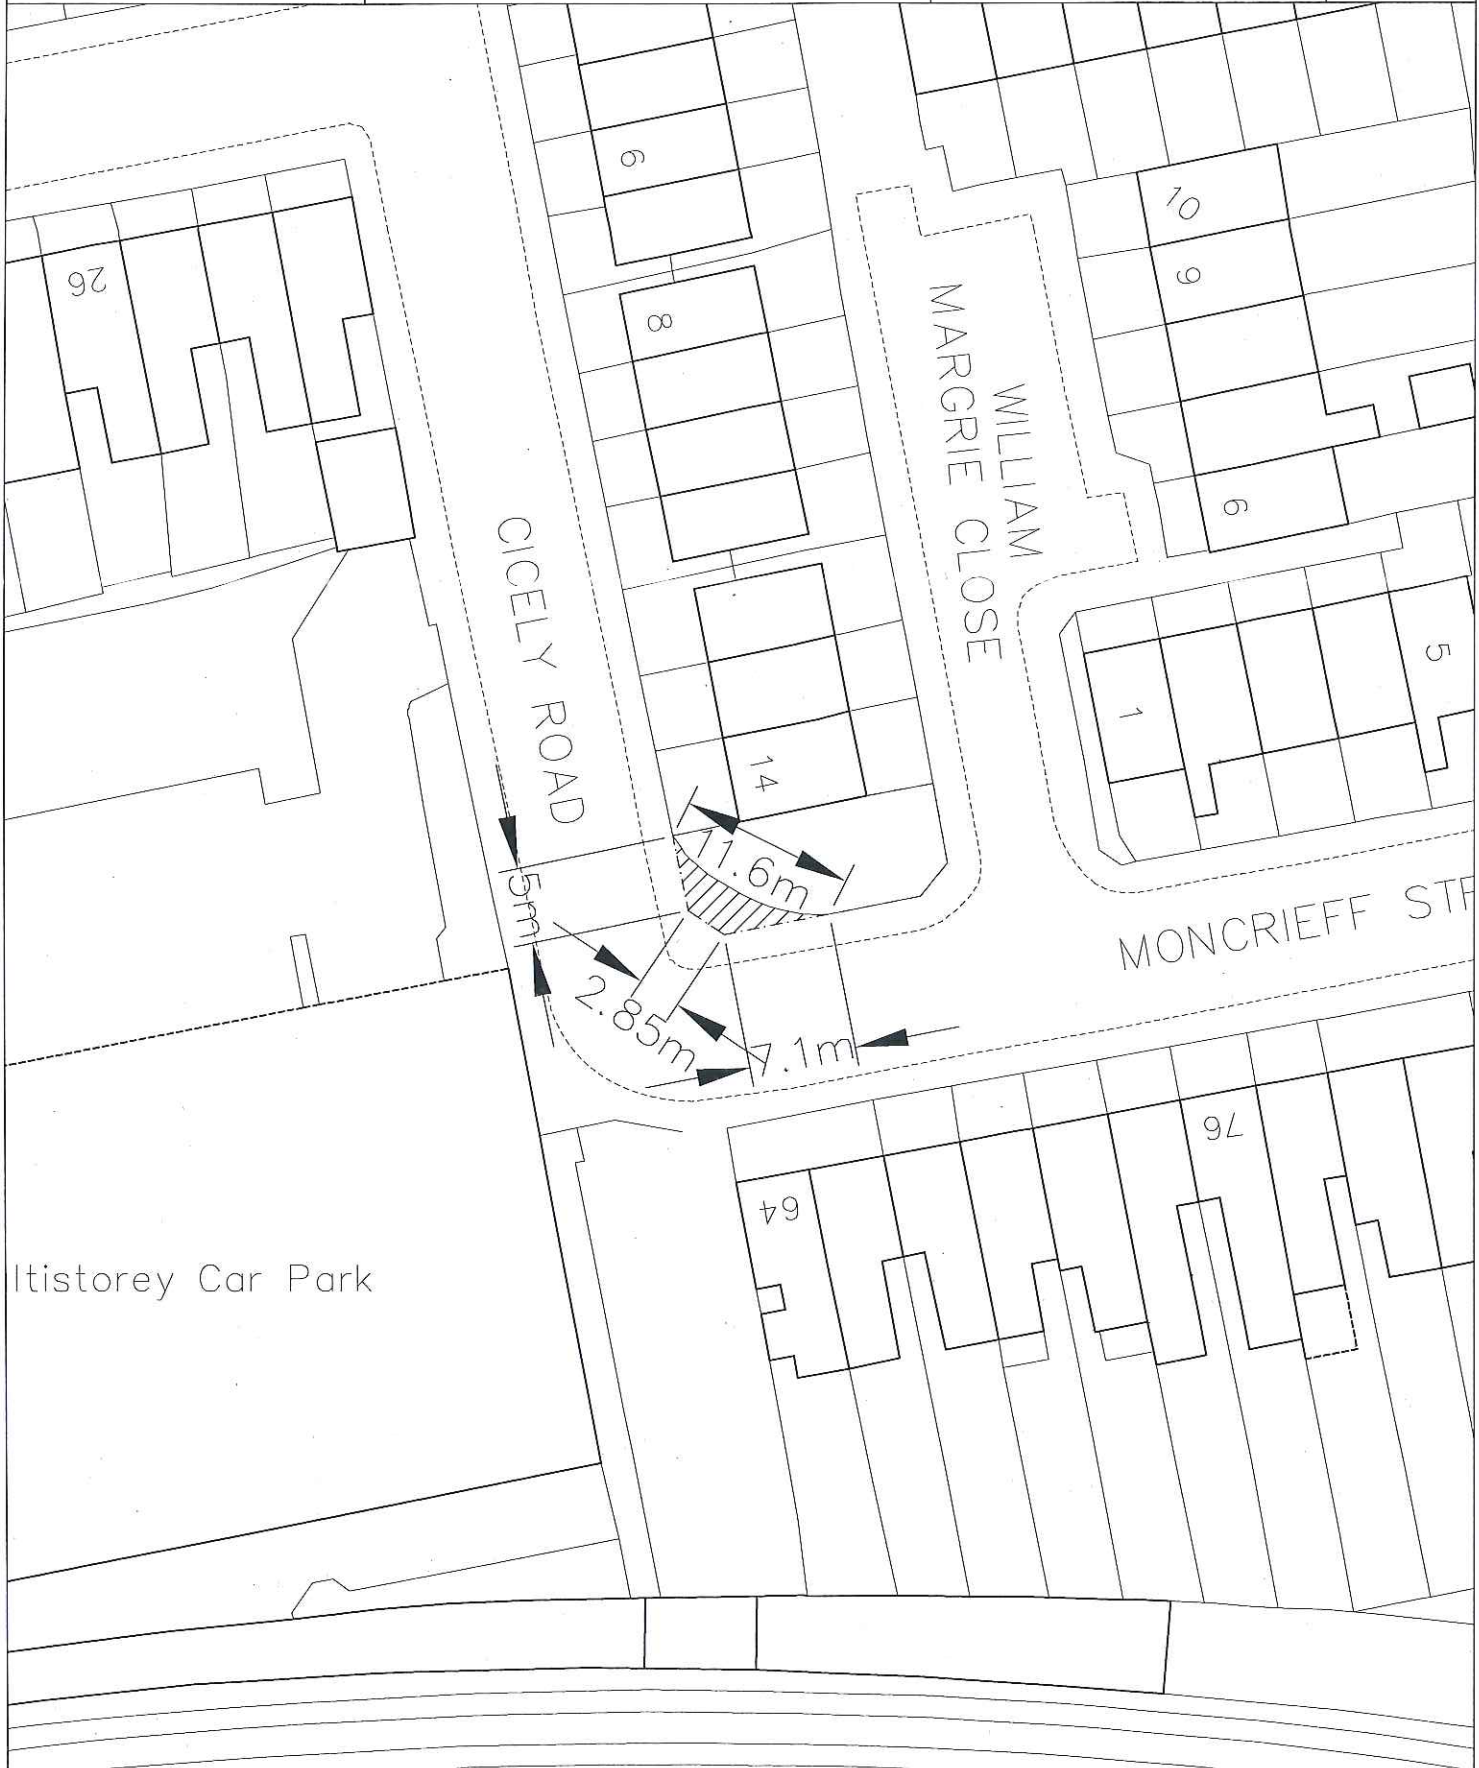 6
10
26
9
8
WILLIAM
MARGRIE CLOSE
6
CICELY ROAD
5
1
14
11.6m
5m
MONCRIEFF STR
2.85m
7.1m
76
64
ltistorey Car Park